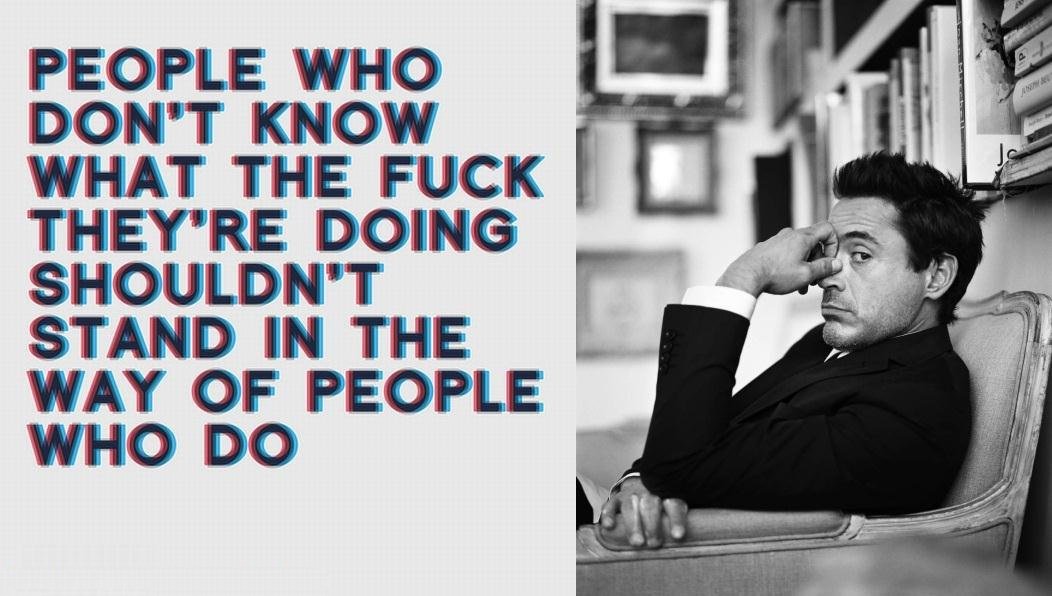 PEOPLE WHO
DON'T KNOW
WHAT THE FUCK
THEY'RE DOING
SHOULDN'T
STAND IN THE
WAY OF PEOPLE
WHO DO
Jo